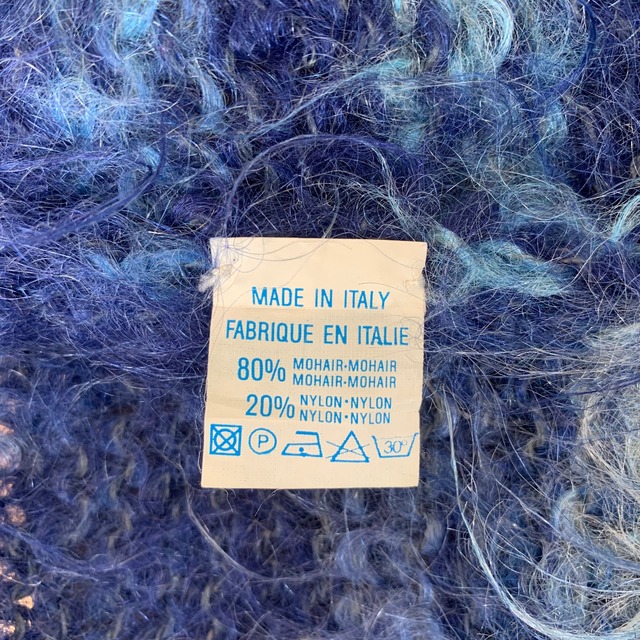 MADE IN ITALY
FABRIQUE EN ITALIE
80% MOHAIR·MOHAIR
MOHAIR·MOHAIR
20% NYLON·NYLON
NYLON·NYLON
P 30°